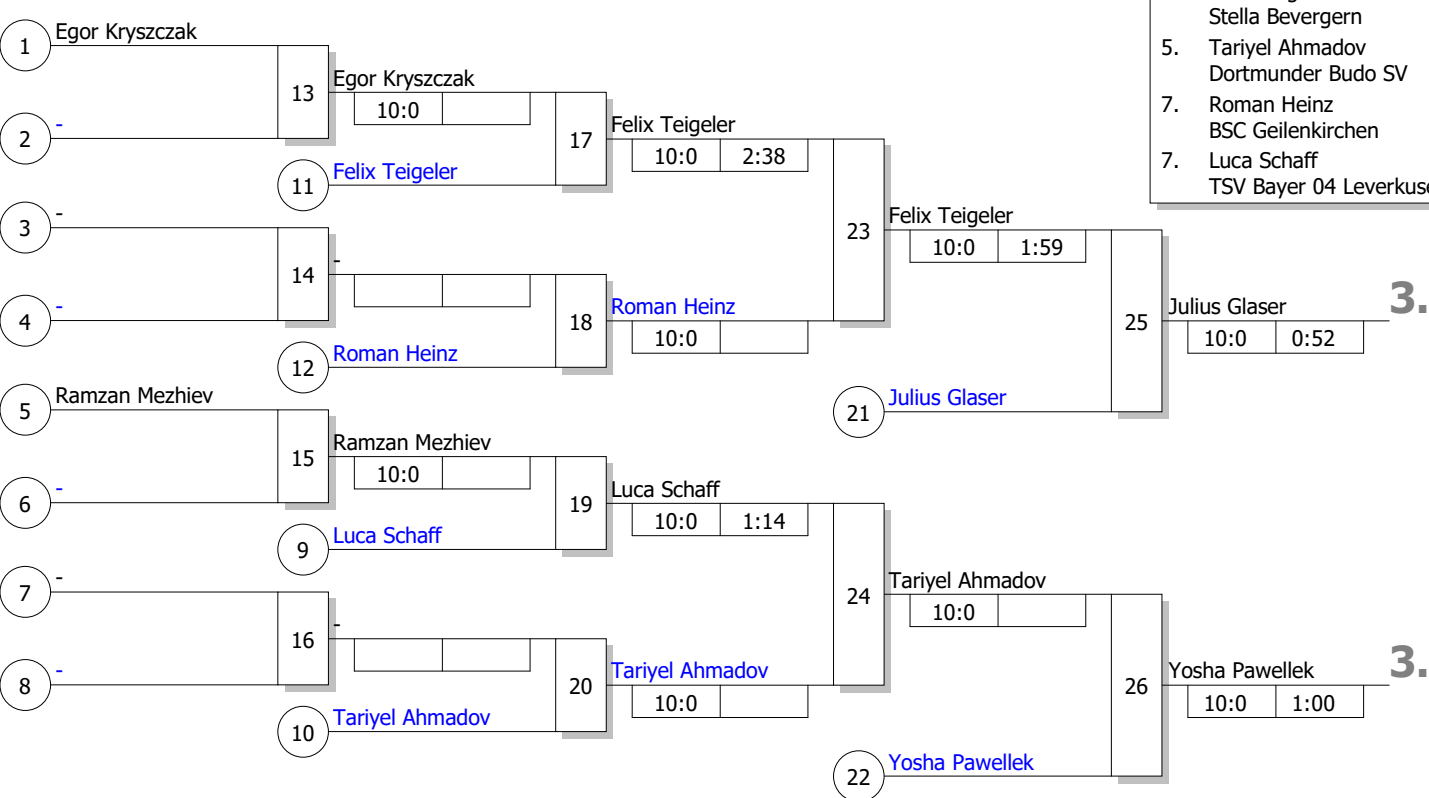 Stella Bevergern
5. Tariyel Ahmadov
Dortmunder Budo SV
7. Roman Heinz
BSC Geilenkirchen
7. Luca Schaff
TSV Bayer 04 Leverkuse
1 Egor Kryszczak
13 Egor Kryszczak
10:0
2 -
17 Felix Teigeler
10:0 2:38
11 Felix Teigeler
3 -
23 Felix Teigeler
10:0 1:59
14 -
4 -
18 Roman Heinz
10:0
12 Roman Heinz
25 Julius Glaser 3.
10:0 0:52
21 Julius Glaser
5 Ramzan Mezhiev
15 Ramzan Mezhiev
10:0
6 -
19 Luca Schaff
10:0 1:14
9 Luca Schaff
7 -
24 Tariyel Ahmadov
10:0
16 -
8 -
20 Tariyel Ahmadov
10:0
10 Tariyel Ahmadov
26 Yosha Pawellek 3.
10:0 1:00
22 Yosha Pawellek